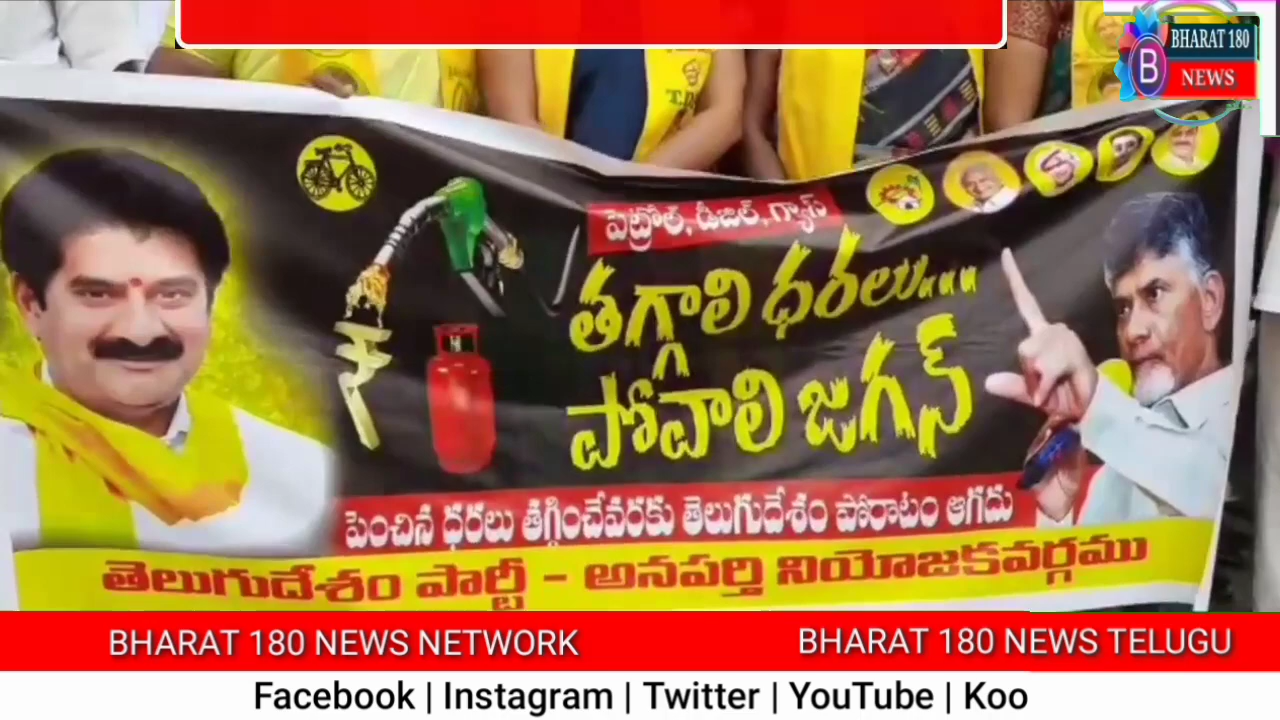 BHARAT 180
B
NEWS
T.D
పెట్రోల్, డీజిల్, గ్యాస్
తగ్గాలి ధరలు...
పోవాలి జగన్
పెంచిన ధరలు తగ్గించేవరకు తెలుగుదేశం పోరాటం ఆగదు
తెలుగుదేశం పార్టీ - అనపర్తి నియోజకవర్గము
BHARAT 180 NEWS NETWORK
BHARAT 180 NEWS TELUGU
Facebook | Instagram | Twitter | YouTube | Koo